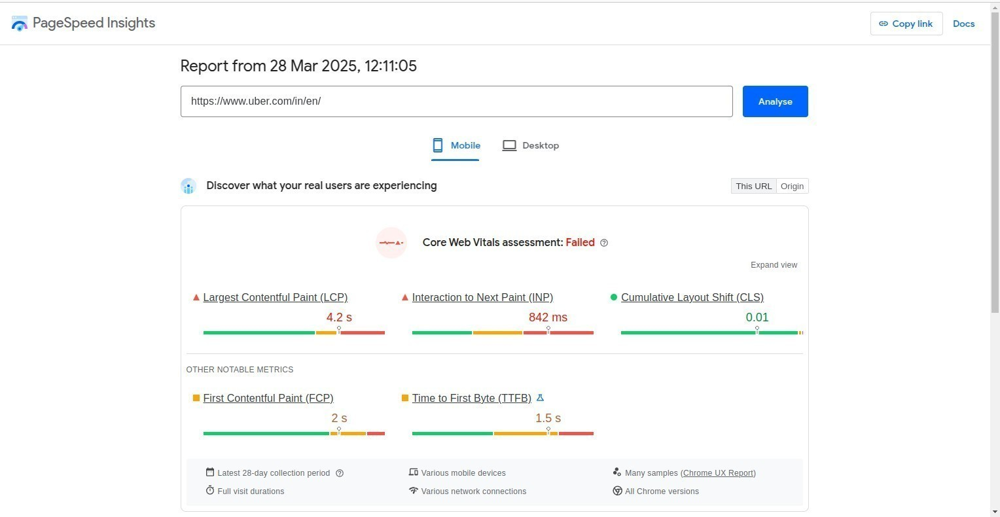 PageSpeed Insights
Copy link
Docs
Report from 28 Mar 2025, 12:11:05
https://www.uber.com/in/en/
Analyse
Mobile
Desktop
Discover what your real users are experiencing
This URL
Origin
Core Web Vitals assessment: Failed
Expand view
Largest Contentful Paint (LCP)
4.2 s
Interaction to Next Paint (INP)
842 ms
Cumulative Layout Shift (CLS)
0.01
OTHER NOTABLE METRICS
First Contentful Paint (FCP)
2 s
Time to First Byte (TTFB)
1.5 s
Latest 28-day collection period
Various mobile devices
Many samples (Chrome UX Report)
Full visit durations
Various network connections
All Chrome versions